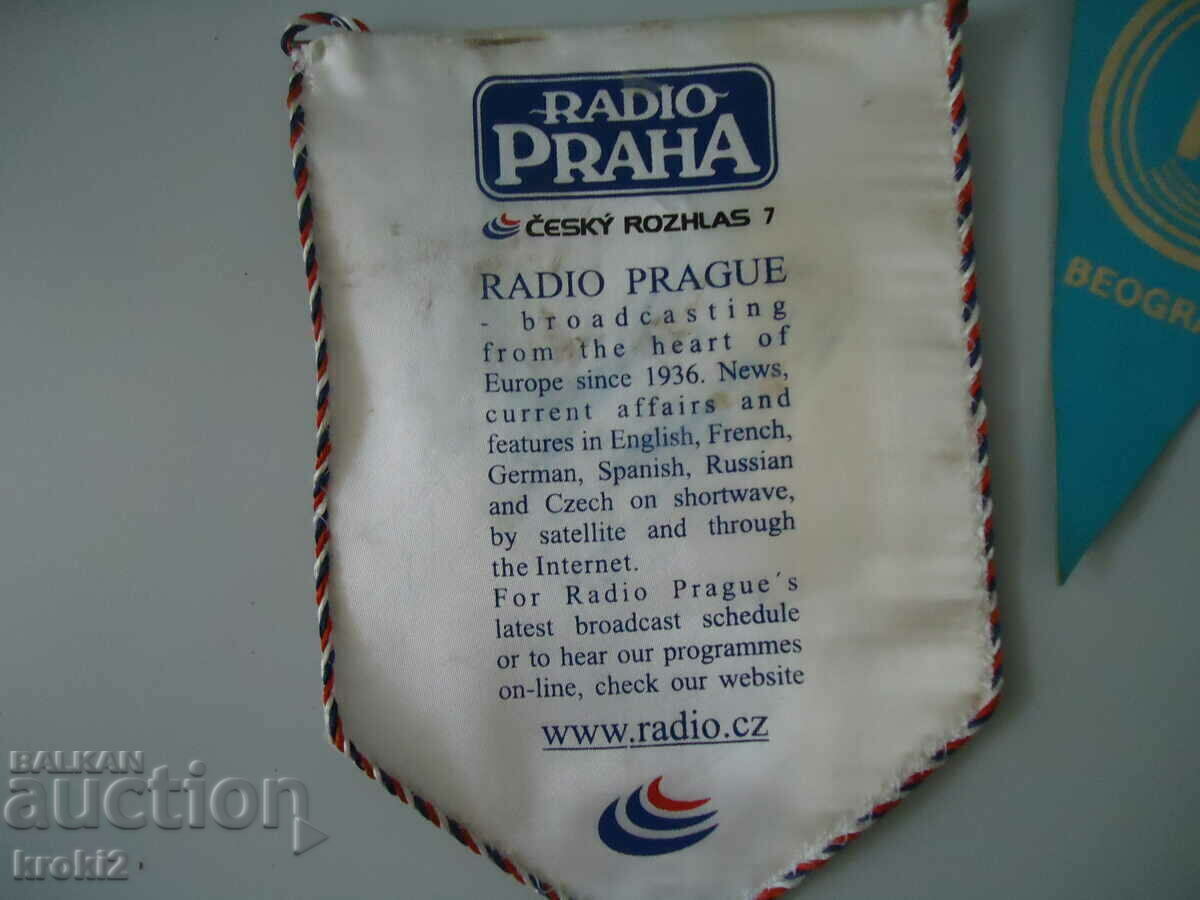 RADIO
PRAHA
ČESKÝ ROZHLAS 7
RADIO PRAGUE
- broadcasting
from the heart of
Europe since 1936. News,
current affairs and
features in English, French,
German, Spanish, Russian
and Czech on shortwave,
by satellite and through
the Internet.
For Radio Prague´s
latest broadcast schedule
or to hear our programmes
on-line, check our website
www.radio.cz
BEOGRA
BALKAN
auction
kroki2